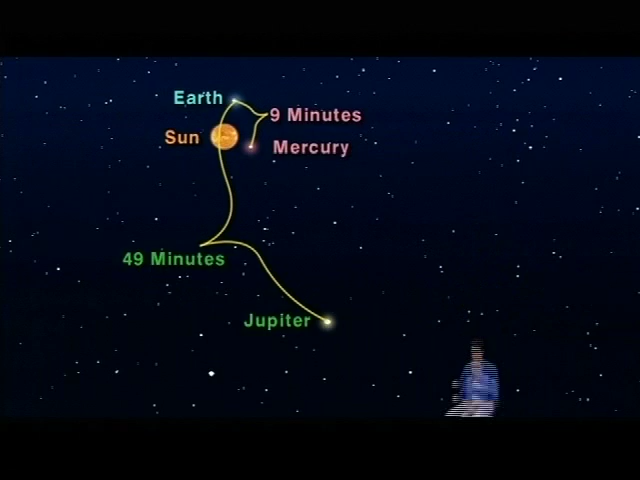 Earth
9 Minutes
Sun
Mercury
49 Minutes
Jupiter